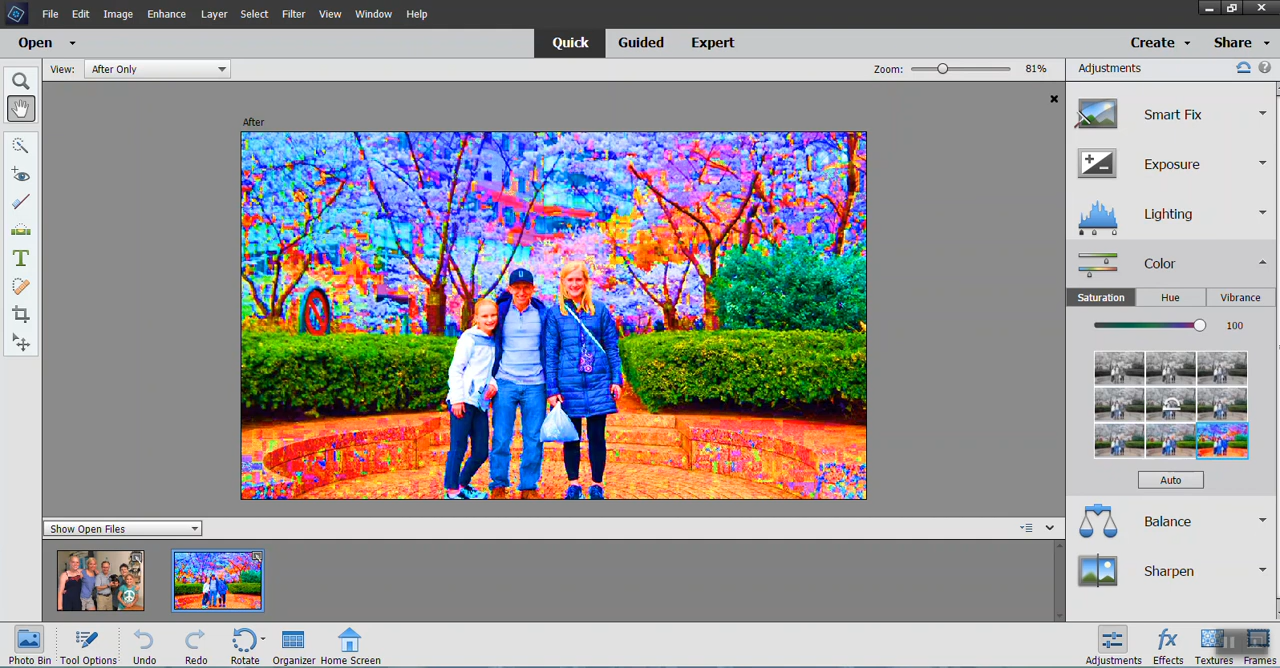 File Edit Image Enhance Layer Select Filter View Window Help
Open Quick Guided Expert Create Share
View: After Only Zoom: 81% Adjustments
After
Smart Fix
Exposure
Lighting
Color
Saturation Hue Vibrance
100
Auto
Show Open Files
Balance
Sharpen
Photo Bin Tool Options Undo Redo Rotate Organizer Home Screen Adjustments Effects Textures Frames